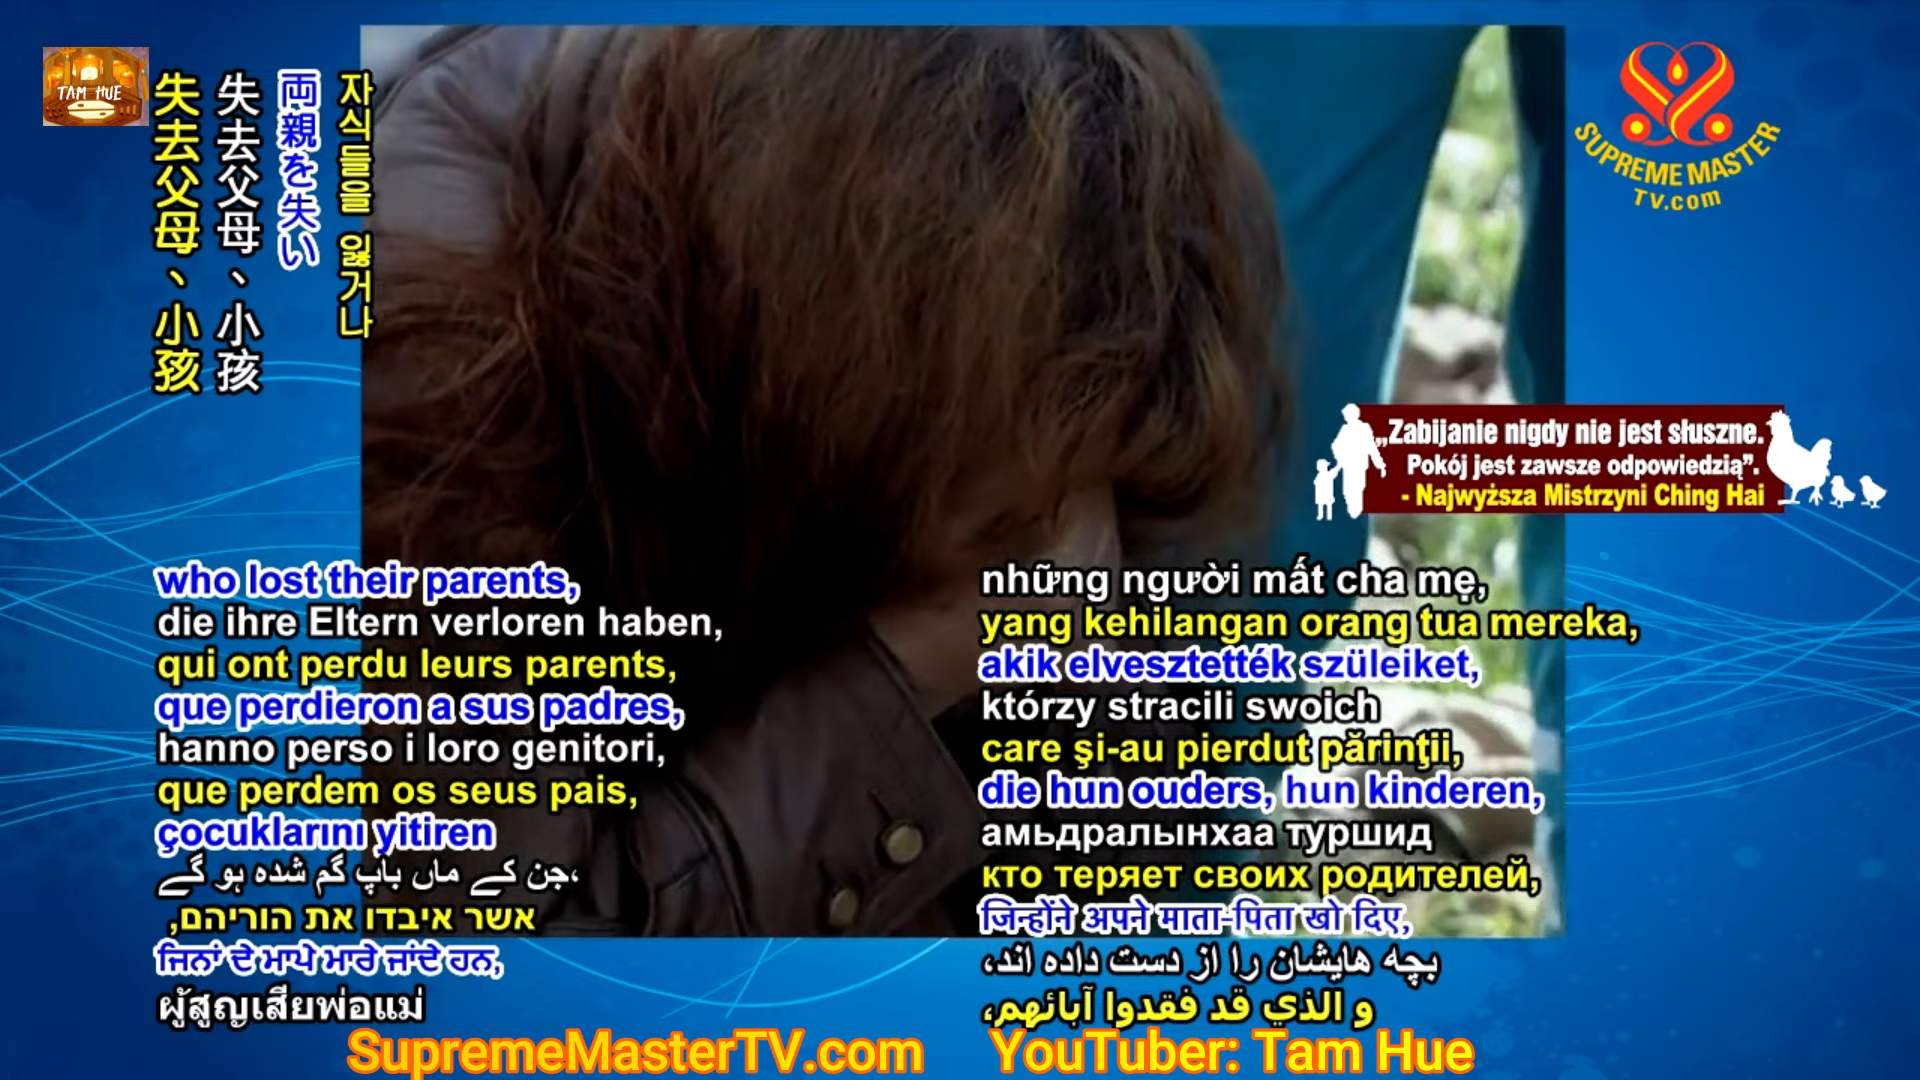 TAM HUE
失去父母、小孩
失去父母、小孩
両親を失い
자식들을 잃거나
SUPREME MASTER
TV.com
„Zabijanie nigdy nie jest słuszne.
Pokój jest zawsze odpowiedzią”.
- Najwyższa Mistrzyni Ching Hai
who lost their parents,
die ihre Eltern verloren haben,
qui ont perdu leurs parents,
que perdieron a sus padres,
hanno perso i loro genitori,
que perdem os seus pais,
çocuklarını yitiren
جن کے ماں باپ گم شدہ ہو گے،
אשר איבדו את הוריהם,
ਜਿਨਾਂ ਦੇ ਮਾਪੇ ਮਾਰੇ ਜਾਂਦੇ ਹਨ,
ผู้สูญเสียพ่อแม่
những người mất cha mẹ,
yang kehilangan orang tua mereka,
akik elvesztették szüleiket,
którzy stracili swoich
care şi-au pierdut părinţii,
die hun ouders, hun kinderen,
амьдралынхаа туршид
кто теряет своих родителей,
जिन्होंने अपने माता-पिता खो दिए,
بچه هایشان را از دست داده اند،
و الذي قد فقدوا آبائهم،
SupremeMasterTV.com
YouTuber: Tam Hue